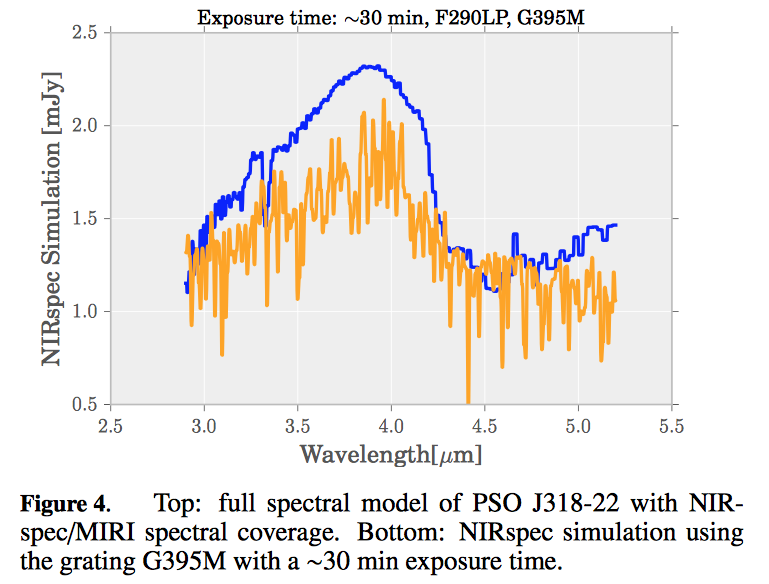 Exposure time: ~30 min, F290LP, G395M
NIRspec Simulation [mJy]
2.5
2.0
1.5
1.0
0.5
2.5 3.0 3.5 4.0 4.5 5.0 5.5
Wavelength[μm]
Figure 4. Top: full spectral model of PSO J318-22 with NIR-
spec/MIRI spectral coverage. Bottom: NIRspec simulation using
the grating G395M with a ~30 min exposure time.